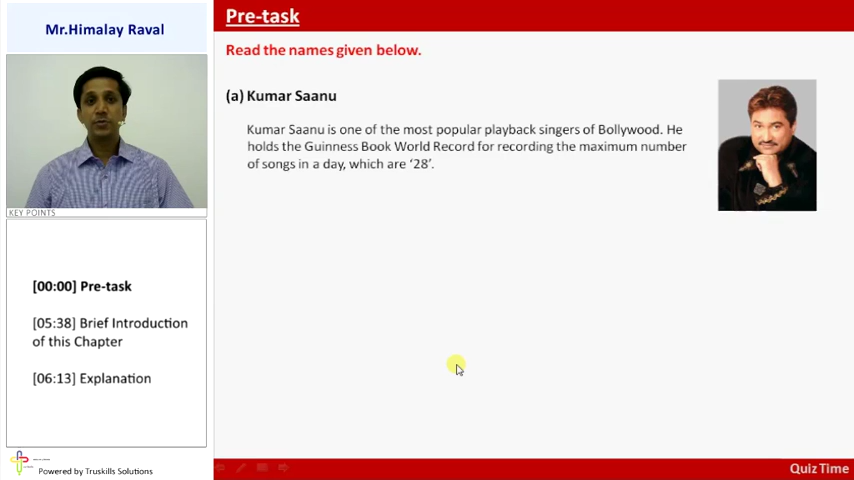 Mr.Himalay Raval
KEY POINTS
[00:00] Pre-task
[05:38] Brief Introduction
of this Chapter
[06:13] Explanation
Powered by Truskills Solutions
Pre-task
Read the names given below.
(a) Kumar Saanu
Kumar Saanu is one of the most popular playback singers of Bollywood. He
holds the Guinness Book World Record for recording the maximum number
of songs in a day, which are ‘28’.
Quiz Time